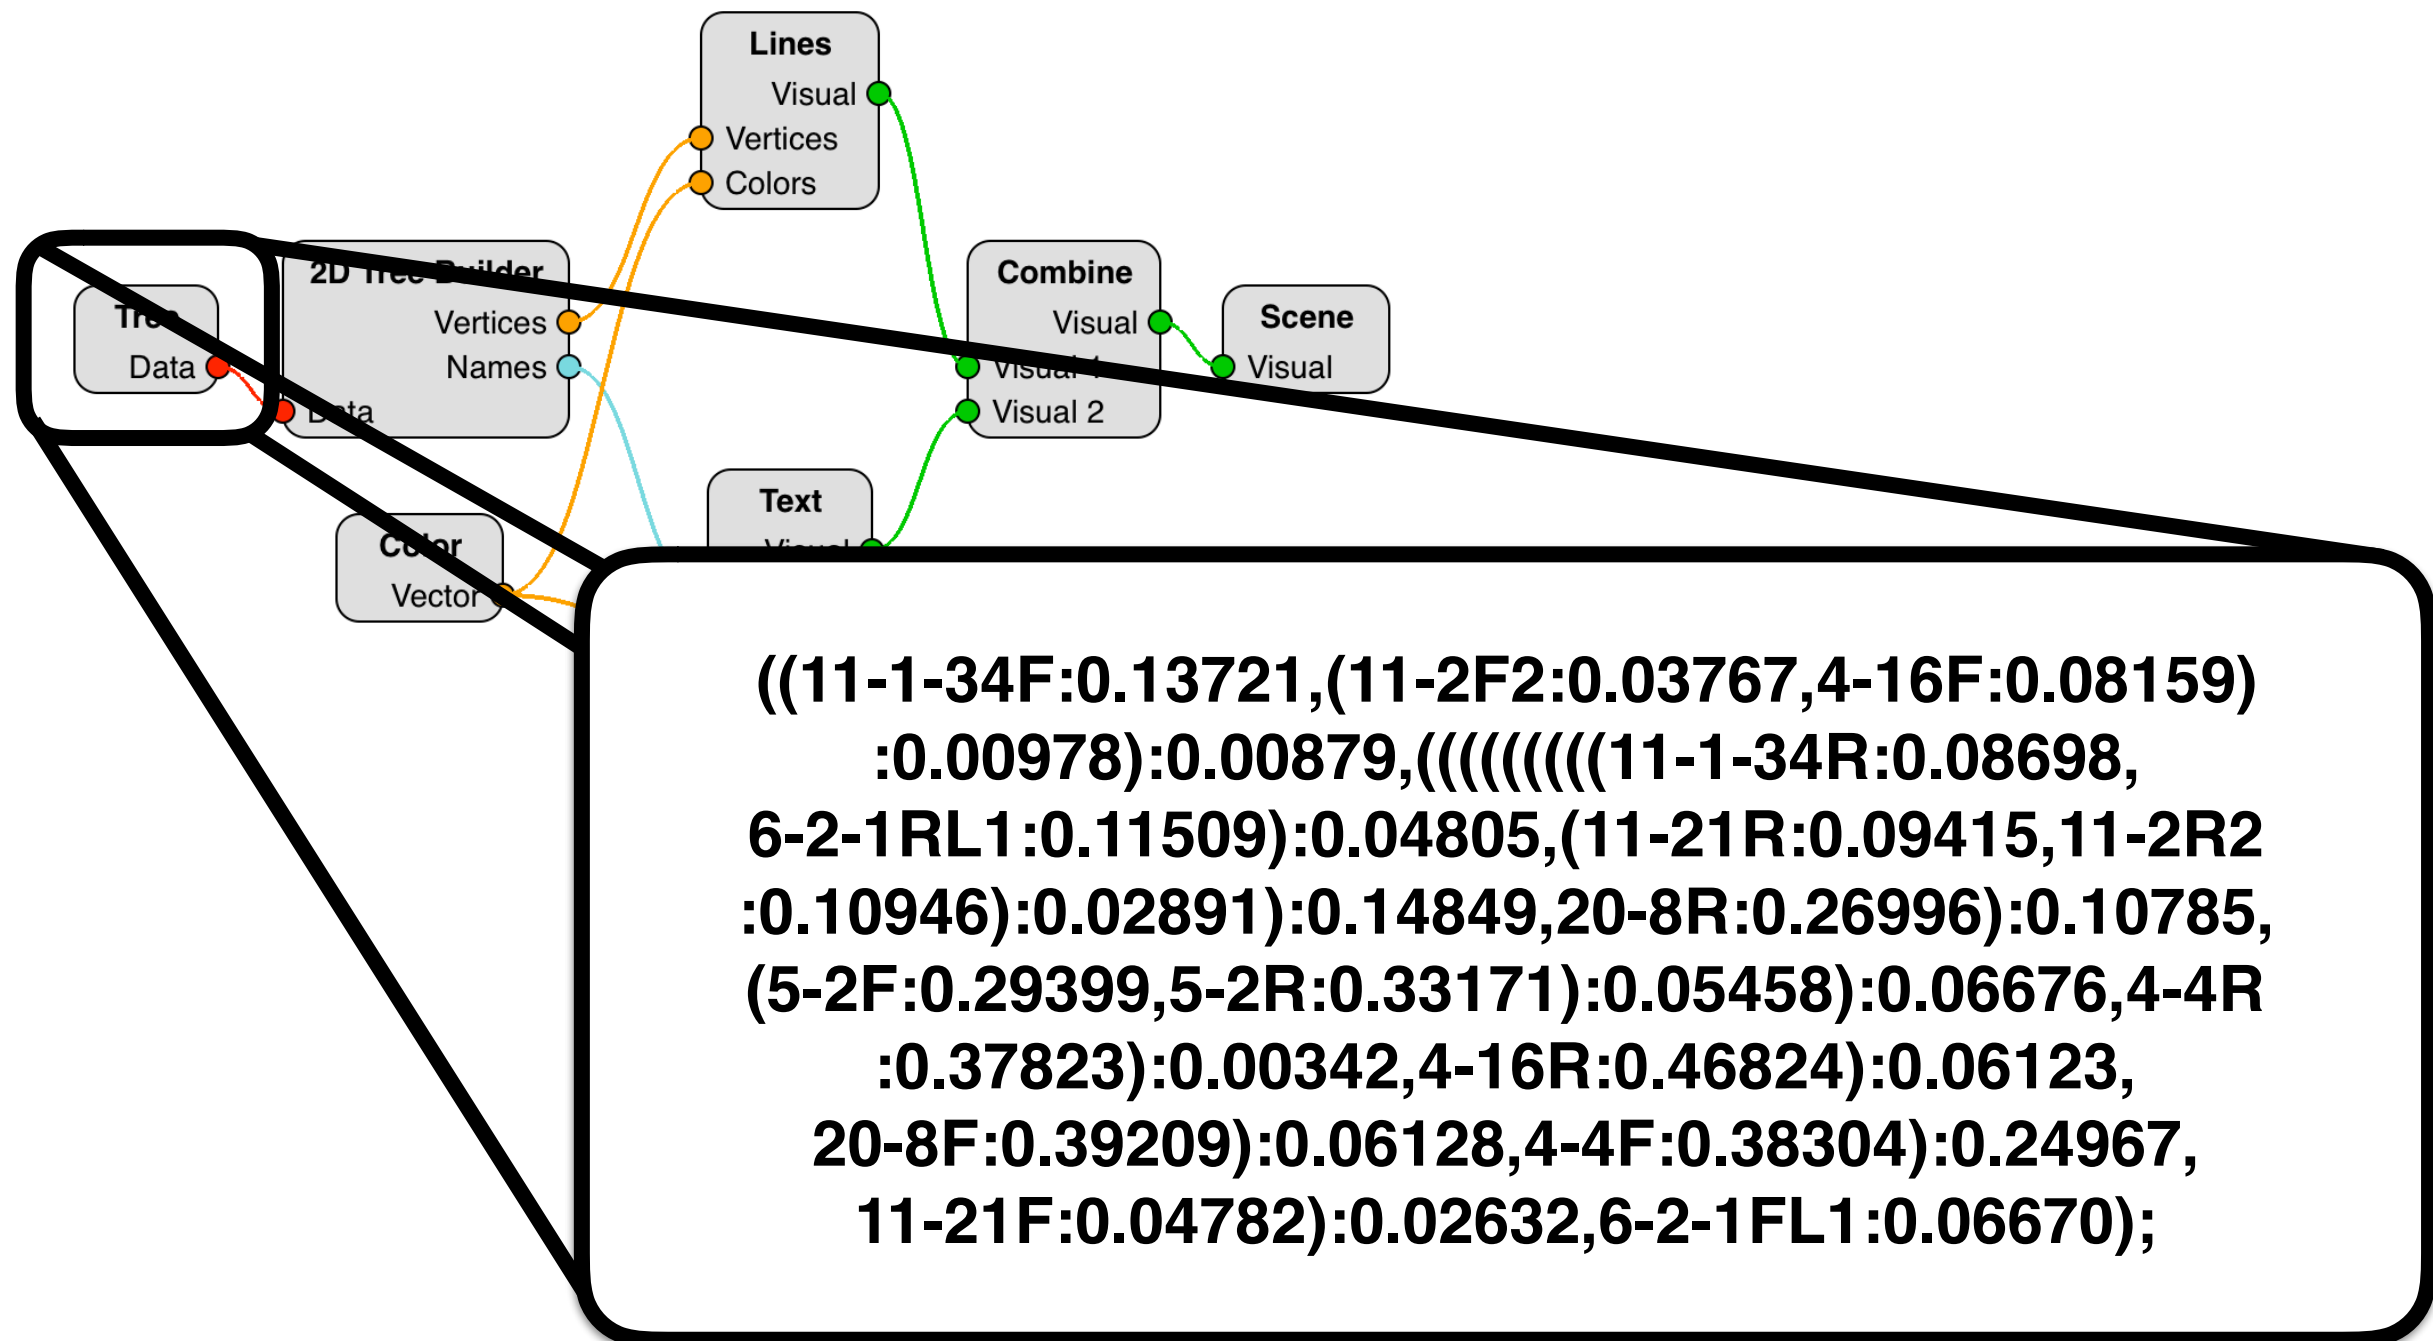 Lines
Visual
Vertices
Colors
2D Tree Builder
Vertices
Names
Data
Tree
Data
Combine
Visual
Visual 1
Visual 2
Scene
Visual
Text
Visual
Color
Vector
((11-1-34F:0.13721,(11-2F2:0.03767,4-16F:0.08159)
:0.00978):0.00879,(((((((((11-1-34R:0.08698,
6-2-1RL1:0.11509):0.04805,(11-21R:0.09415,11-2R2
:0.10946):0.02891):0.14849,20-8R:0.26996):0.10785,
(5-2F:0.29399,5-2R:0.33171):0.05458):0.06676,4-4R
:0.37823):0.00342,4-16R:0.46824):0.06123,
20-8F:0.39209):0.06128,4-4F:0.38304):0.24967,
11-21F:0.04782):0.02632,6-2-1FL1:0.06670);